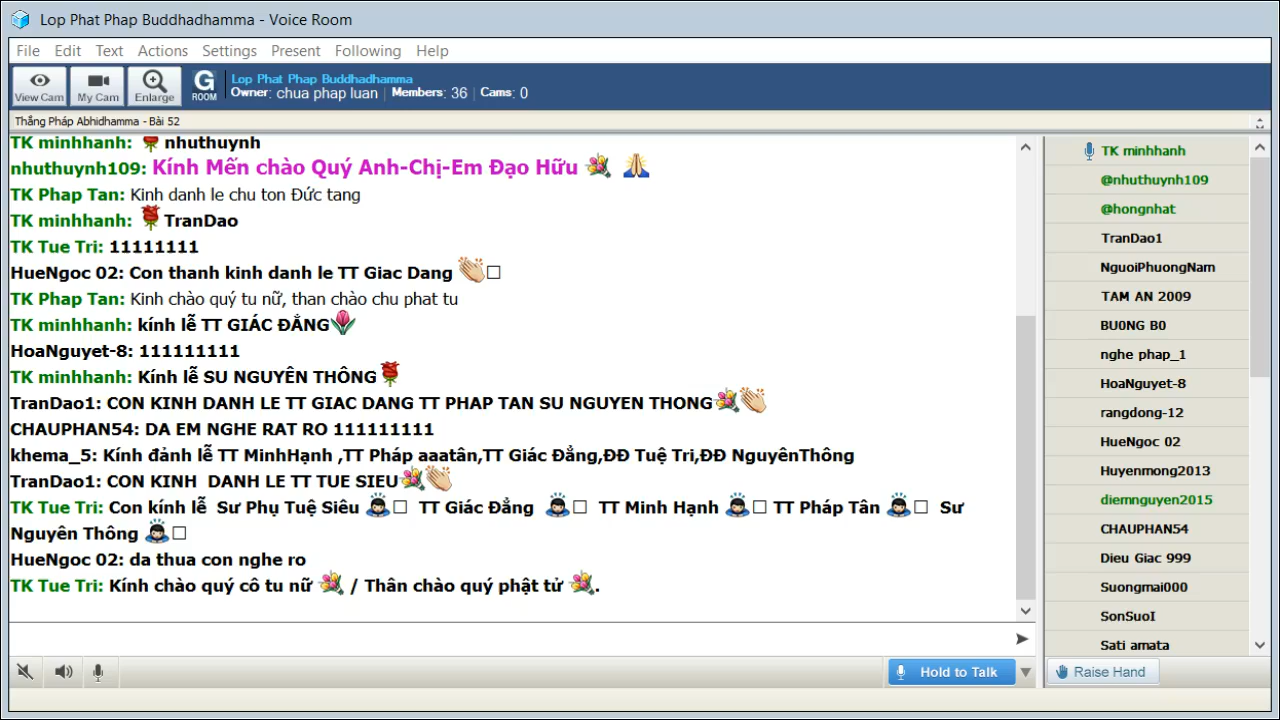 Lop Phat Phap Buddhadhamma - Voice Room
File Edit Text Actions Settings Present Following Help
View Cam My Cam Enlarge G ROOM
Lop Phat Phap Buddhadhamma
Owner: chua phap luan | Members: 36 | Cams: 0
Thắng Pháp Abhidhamma - Bài 52
TK minhhanh: nhuthuynh
nhuthuynh109: Kính Mến chào Quý Anh-Chị-Em Đạo Hữu
TK Phap Tan: Kinh danh le chu ton Đức tang
TK minhhanh: TranDao
TK Tue Tri: 11111111
HueNgoc 02: Con thanh kinh danh le TT Giac Dang
TK Phap Tan: Kinh chào quý tu nữ, than chào chu phat tu
TK minhhanh: kính lễ TT GIÁC ĐẲNG
HoaNguyet-8: 111111111
TK minhhanh: Kính lễ SU NGUYÊN THÔNG
TranDao1: CON KINH DANH LE TT GIAC DANG TT PHAP TAN SU NGUYEN THONG
CHAUPHAN54: DA EM NGHE RAT RO 111111111
khema_5: Kính đảnh lễ TT MinhHạnh ,TT Pháp aaatân,TT Giác Đẳng,ĐĐ Tuệ Tri,ĐĐ NguyênThông
TranDao1: CON KINH DANH LE TT TUE SIEU
TK Tue Tri: Con kính lễ Sư Phụ Tuệ Siêu TT Giác Đẳng TT Minh Hạnh TT Pháp Tân Sư
Nguyên Thông
HueNgoc 02: da thua con nghe ro
TK Tue Tri: Kính chào quý cô tu nữ / Thân chào quý phật tử .
TK minhhanh
@nhuthuynh109
@hongnhat
TranDao1
NguoiPhuongNam
TAM AN 2009
BU0NG B0
nghe phap_1
HoaNguyet-8
rangdong-12
HueNgoc 02
Huyenmong2013
diemnguyen2015
CHAUPHAN54
Dieu Giac 999
Suongmai000
SonSuoI
Sati amata
Hold to Talk
Raise Hand